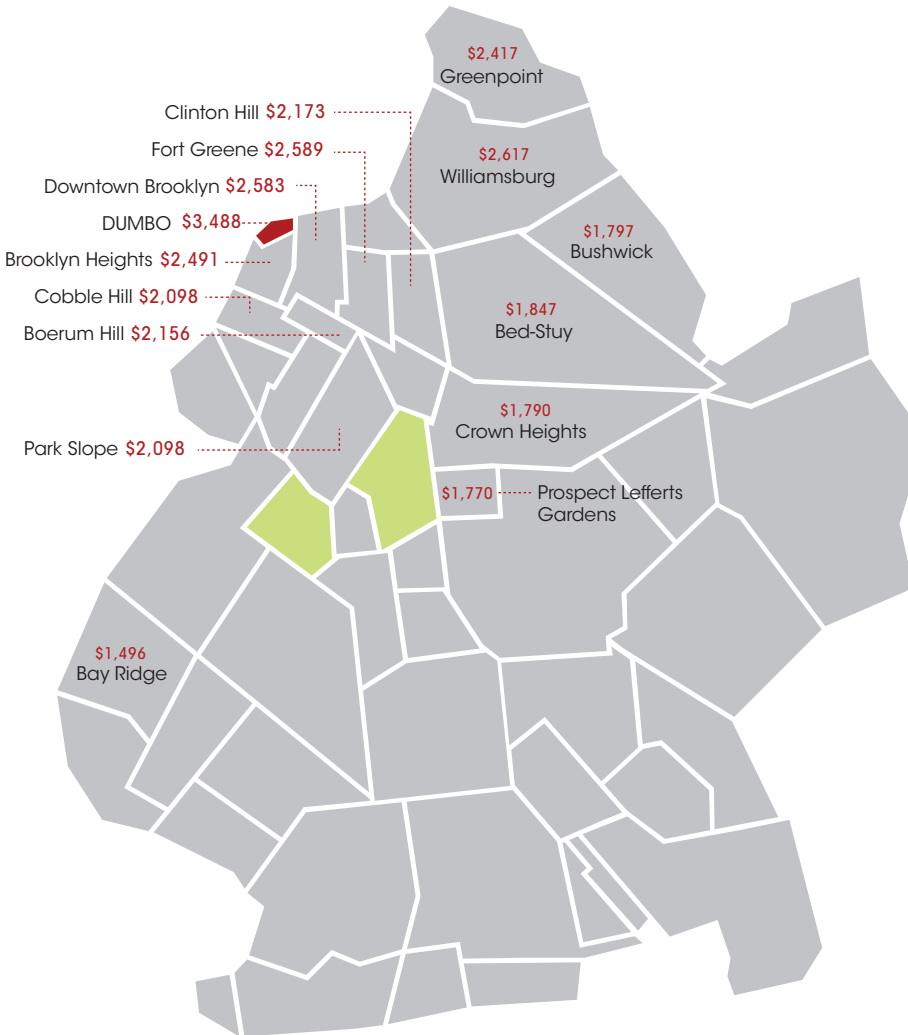 $2,417
Greenpoint
Clinton Hill $2,173
Fort Greene $2,589
$2,617
Williamsburg
Downtown Brooklyn $2,583
DUMBO $3,488
$1,797
Bushwick
Brooklyn Heights $2,491
Cobble Hill $2,098
$1,847
Bed-Stuy
Boerum Hill $2,156
$1,790
Crown Heights
Park Slope $2,098
$1,770 Prospect Lefferts
Gardens
$1,496
Bay Ridge